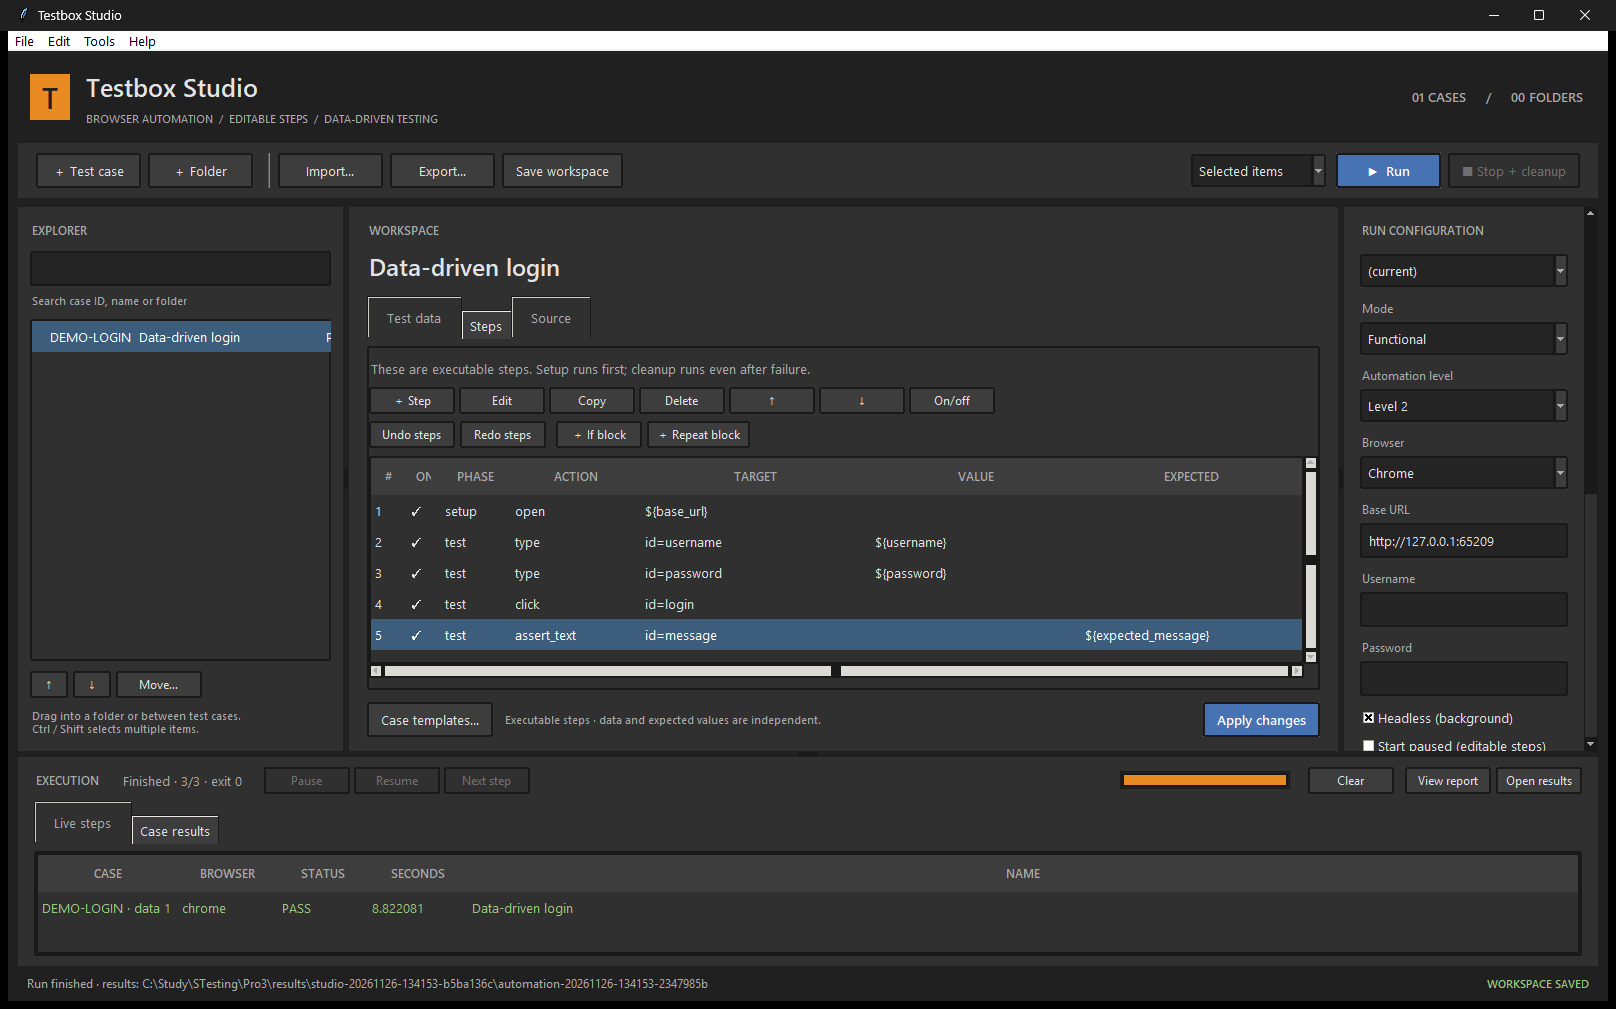 Testbox Studio
File Edit Tools Help
T
Testbox Studio
BROWSER AUTOMATION / EDITABLE STEPS / DATA-DRIVEN TESTING
01 CASES / 00 FOLDERS
+ Test case
+ Folder
Import...
Export...
Save workspace
Selected items
▶ Run
■ Stop + cleanup
EXPLORER
Search case ID, name or folder
DEMO-LOGIN Data-driven login
↑ ↓ Move...
Drag into a folder or between test cases.
Ctrl / Shift selects multiple items.
WORKSPACE
Data-driven login
Test data Steps Source
These are executable steps. Setup runs first; cleanup runs even after failure.
+ Step Edit Copy Delete ↑ ↓ On/off
Undo steps Redo steps + If block + Repeat block
# ON PHASE ACTION TARGET VALUE EXPECTED
1 ✓ setup open ${base_url}
2 ✓ test type id=username ${username}
3 ✓ test type id=password ${password}
4 ✓ test click id=login
5 ✓ test assert_text id=message ${expected_message}
Case templates...
Executable steps · data and expected values are independent.
Apply changes
RUN CONFIGURATION
(current)
Mode
Functional
Automation level
Level 2
Browser
Chrome
Base URL
http://127.0.0.1:65209
Username
Password
Headless (background)
Start paused (editable steps)
EXECUTION Finished · 3/3 · exit 0
Pause Resume Next step
Clear View report Open results
Live steps Case results
CASE BROWSER STATUS SECONDS NAME
DEMO-LOGIN · data 1 chrome PASS 8.822081 Data-driven login
Run finished · results: C:\Study\STesting\Pro3\results\studio-20261126-134153-b5ba136c\automation-20261126-134153-2347985b
WORKSPACE SAVED